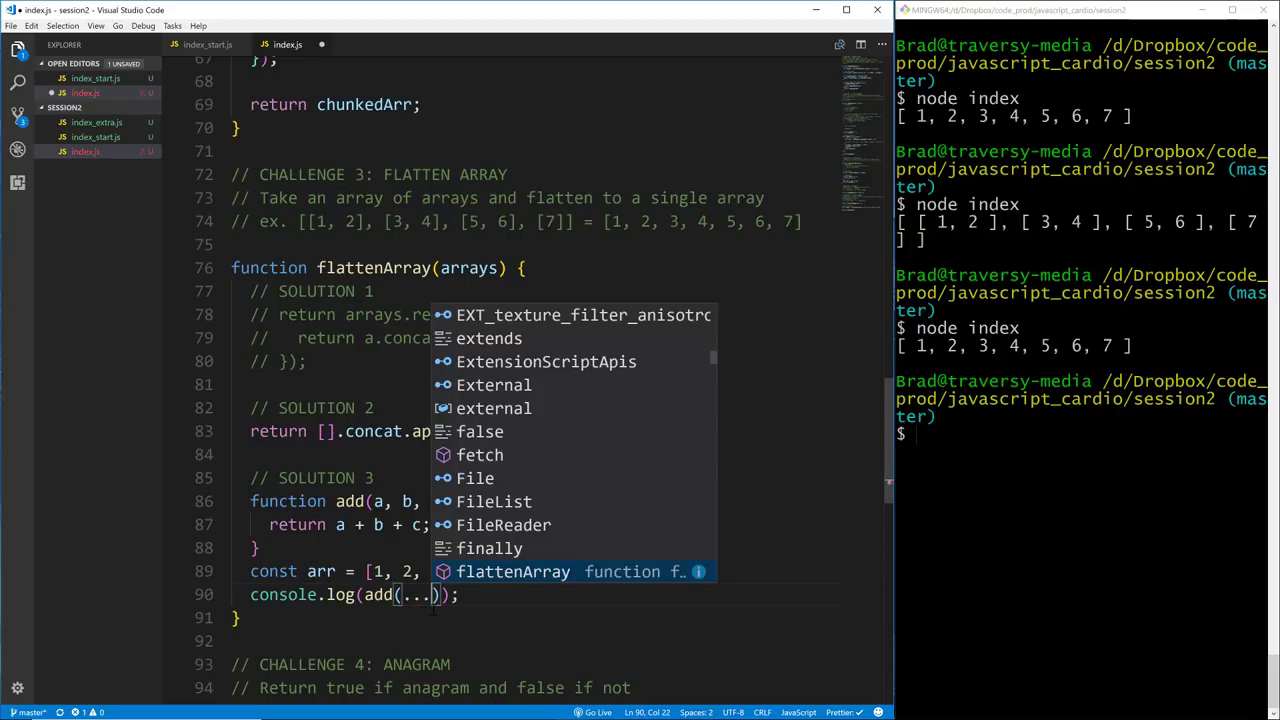 index.js - session2 - Visual Studio Code
File Edit Selection View Go Debug Tasks Help
EXPLORER
OPEN EDITORS 1 UNSAVED
index_start.js U
index.js 2, U
SESSION2
index_extra.js U
index_start.js U
index.js 2, U
1
3
index_start.js index.js
67 });
68
69 return chunkedArr;
70 }
71
72 CHALLENGE 3: FLATTEN ARRAY
73 Take an array of arrays and flatten to a single array
74 // ex. [[1, 2], [3, 4], [5, 6], [7]] = [1, 2, 3, 4, 5, 6, 7]
75
76 function flattenArray(arrays) {
77 // SOLUTION 1
78 // return arrays.re
79 // return a.conca
80 // });
81
82 // SOLUTION 2
83 return [].concat.ap
84
85 // SOLUTION 3
86 function add(a, b,
87 return a + b + c;
88 }
89 const arr = [1, 2,
90 console.log(add(...));
91 }
92
93 // CHALLENGE 4: ANAGRAM
94 // Return true if anagram and false if not
EXT_texture_filter_anisotro
extends
ExtensionScriptApis
External
external
false
fetch
File
FileList
FileReader
finally
flattenArray function f..
master* 1 0 Go Live Ln 90, Col 22 Spaces: 2 UTF-8 CRLF JavaScript Prettier: ✓
MINGW64:/d/Dropbox/code_prod/javascript_cardio/session2
Brad@traversy-media /d/Dropbox/code_
prod/javascript_cardio/session2 (mas
ter)
$ node index
[ 1, 2, 3, 4, 5, 6, 7 ]
Brad@traversy-media /d/Dropbox/code_
prod/javascript_cardio/session2 (mas
ter)
$ node index
[ [ 1, 2 ], [ 3, 4 ], [ 5, 6 ], [ 7
] ]
Brad@traversy-media /d/Dropbox/code_
prod/javascript_cardio/session2 (mas
ter)
$ node index
[ 1, 2, 3, 4, 5, 6, 7 ]
Brad@traversy-media /d/Dropbox/code_
prod/javascript_cardio/session2 (mas
ter)
$